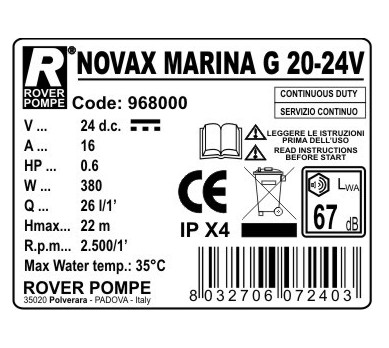 R® NOVAX MARINA G 20-24V
ROVER
POMPE
Code: 968000
CONTINUOUS DUTY
SERVIZIO CONTINUO
V ... 24 d.c.
A ... 16
HP ... 0.6
W ... 380
Q ... 26 l/1'
Hmax... 22 m
R.p.m... 2.500/1'
Max Water temp.: 35°C
LEGGERE LE ISTRUZIONI
PRIMA DELL'USO
READ INSTRUCTIONS
BEFORE START
CE
IP X4
LWA
67 dB
ROVER POMPE
35020 Polverara - PADOVA - Italy
8 032706 072403